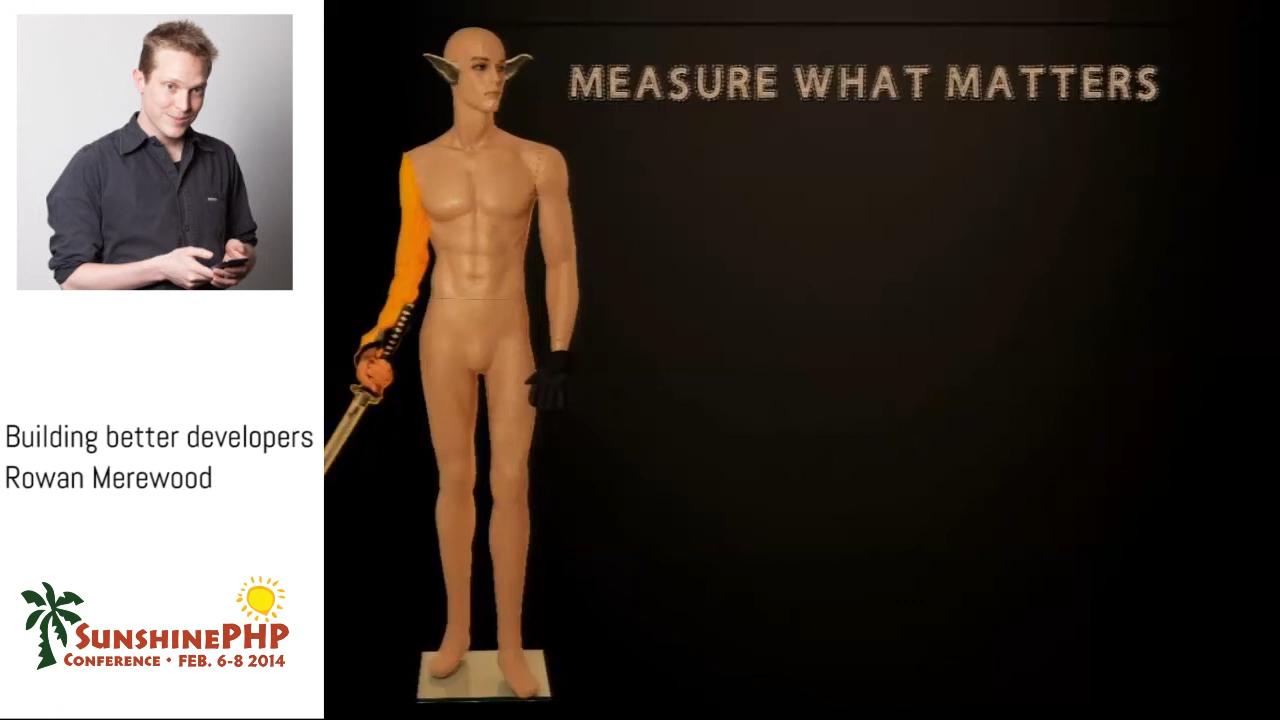 MEASURE WHAT MATTERS
Building better developers
Rowan Merewood
SUNSHINEPHP
CONFERENCE • FEB. 6-8 2014